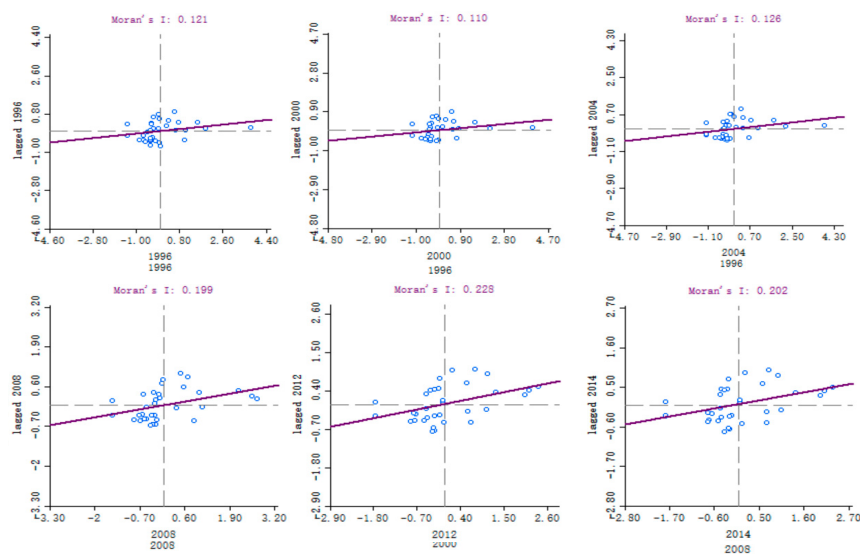 Moran's I: 0.121
lagged 1996
4.40
2.60
0.80
-1.00
-2.80
-4.60
-4.60 -2.80 -1.00 0.80 2.60 4.40
1996
1996
Moran's I: 0.110
lagged 2000
4.70
2.80
0.90
-1.00
-2.90
-4.80
-4.80 -2.90 -1.00 0.90 2.80 4.70
2000
1996
Moran's I: 0.126
lagged 2004
4.30
2.50
0.70
-1.10
-2.90
-4.70
-4.70 -2.90 -1.10 0.70 2.50 4.30
2004
1996
Moran's I: 0.199
lagged 2008
3.20
1.90
0.60
-0.70
-2
-3.30
-3.30 -2 -0.70 0.60 1.90 3.20
2008
2008
Moran's I: 0.228
lagged 2012
2.60
1.50
0.40
-0.70
-1.80
-2.90
-2.90 -1.80 -0.70 0.40 1.50 2.60
2012
2000
Moran's I: 0.202
lagged 2014
2.70
1.60
0.50
-0.60
-1.70
-2.80
-2.80 -1.70 -0.60 0.50 1.60 2.70
2014
2008